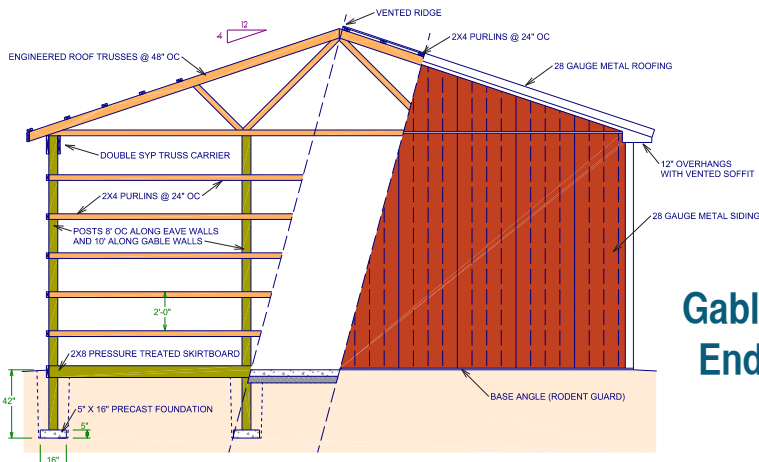 VENTED RIDGE
12
4
2X4 PURLINS @ 24" OC
ENGINEERED ROOF TRUSSES @ 48" OC
28 GAUGE METAL ROOFING
DOUBLE SYP TRUSS CARRIER
12" OVERHANGS
WITH VENTED SOFFIT
2X4 PURLINS @ 24" OC
28 GAUGE METAL SIDING
POSTS 8' OC ALONG EAVE WALLS
AND 10' ALONG GABLE WALLS
2'-0"
Gabl
End
2X8 PRESSURE TREATED SKIRTBOARD
BASE ANGLE (RODENT GUARD)
42"
5" X 16" PRECAST FOUNDATION
5"
16"